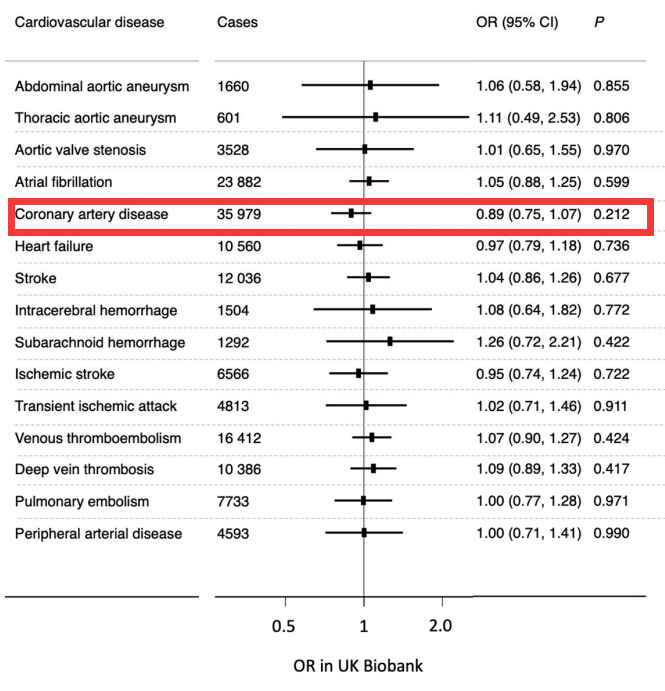 Cardiovascular disease Cases OR (95% CI) P
Abdominal aortic aneurysm 1660 1.06 (0.58, 1.94) 0.855
Thoracic aortic aneurysm 601 1.11 (0.49, 2.53) 0.806
Aortic valve stenosis 3528 1.01 (0.65, 1.55) 0.970
Atrial fibrillation 23 882 1.05 (0.88, 1.25) 0.599
Coronary artery disease 35 979 0.89 (0.75, 1.07) 0.212
Heart failure 10 560 0.97 (0.79, 1.18) 0.736
Stroke 12 036 1.04 (0.86, 1.26) 0.677
Intracerebral hemorrhage 1504 1.08 (0.64, 1.82) 0.772
Subarachnoid hemorrhage 1292 1.26 (0.72, 2.21) 0.422
Ischemic stroke 6566 0.95 (0.74, 1.24) 0.722
Transient ischemic attack 4813 1.02 (0.71, 1.46) 0.911
Venous thromboembolism 16 412 1.07 (0.90, 1.27) 0.424
Deep vein thrombosis 10 386 1.09 (0.89, 1.33) 0.417
Pulmonary embolism 7733 1.00 (0.77, 1.28) 0.971
Peripheral arterial disease 4593 1.00 (0.71, 1.41) 0.990
0.5 1 2.0
OR in UK Biobank